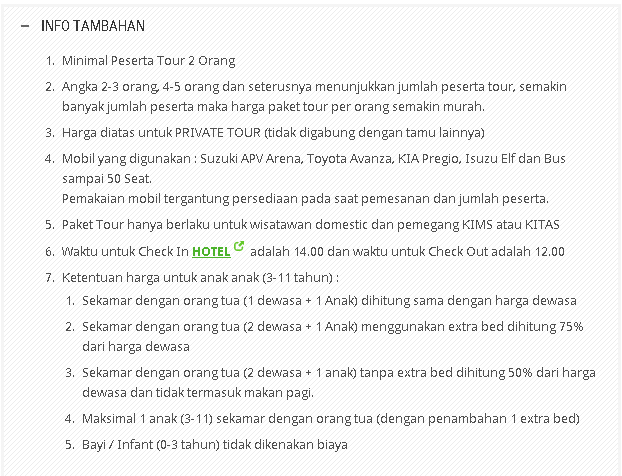 − INFO TAMBAHAN
1. Minimal Peserta Tour 2 Orang
2. Angka 2-3 orang, 4-5 orang dan seterusnya menunjukkan jumlah peserta tour, semakin
banyak jumlah peserta maka harga paket tour per orang semakin murah.
3. Harga diatas untuk PRIVATE TOUR (tidak digabung dengan tamu lainnya)
4. Mobil yang digunakan : Suzuki APV Arena, Toyota Avanza, KIA Pregio, Isuzu Elf dan Bus
sampai 50 Seat.
Pemakaian mobil tergantung persediaan pada saat pemesanan dan jumlah peserta.
5. Paket Tour hanya berlaku untuk wisatawan domestic dan pemegang KIMS atau KITAS
6. Waktu untuk Check In HOTEL adalah 14.00 dan waktu untuk Check Out adalah 12.00
7. Ketentuan harga untuk anak anak (3-11 tahun) :
1. Sekamar dengan orang tua (1 dewasa + 1 Anak) dihitung sama dengan harga dewasa
2. Sekamar dengan orang tua (2 dewasa + 1 Anak) menggunakan extra bed dihitung 75%
dari harga dewasa
3. Sekamar dengan orang tua (2 dewasa + 1 anak) tanpa extra bed dihitung 50% dari harga
dewasa dan tidak termasuk makan pagi.
4. Maksimal 1 anak (3-11) sekamar dengan orang tua (dengan penambahan 1 extra bed)
5. Bayi / Infant (0-3 tahun) tidak dikenakan biaya